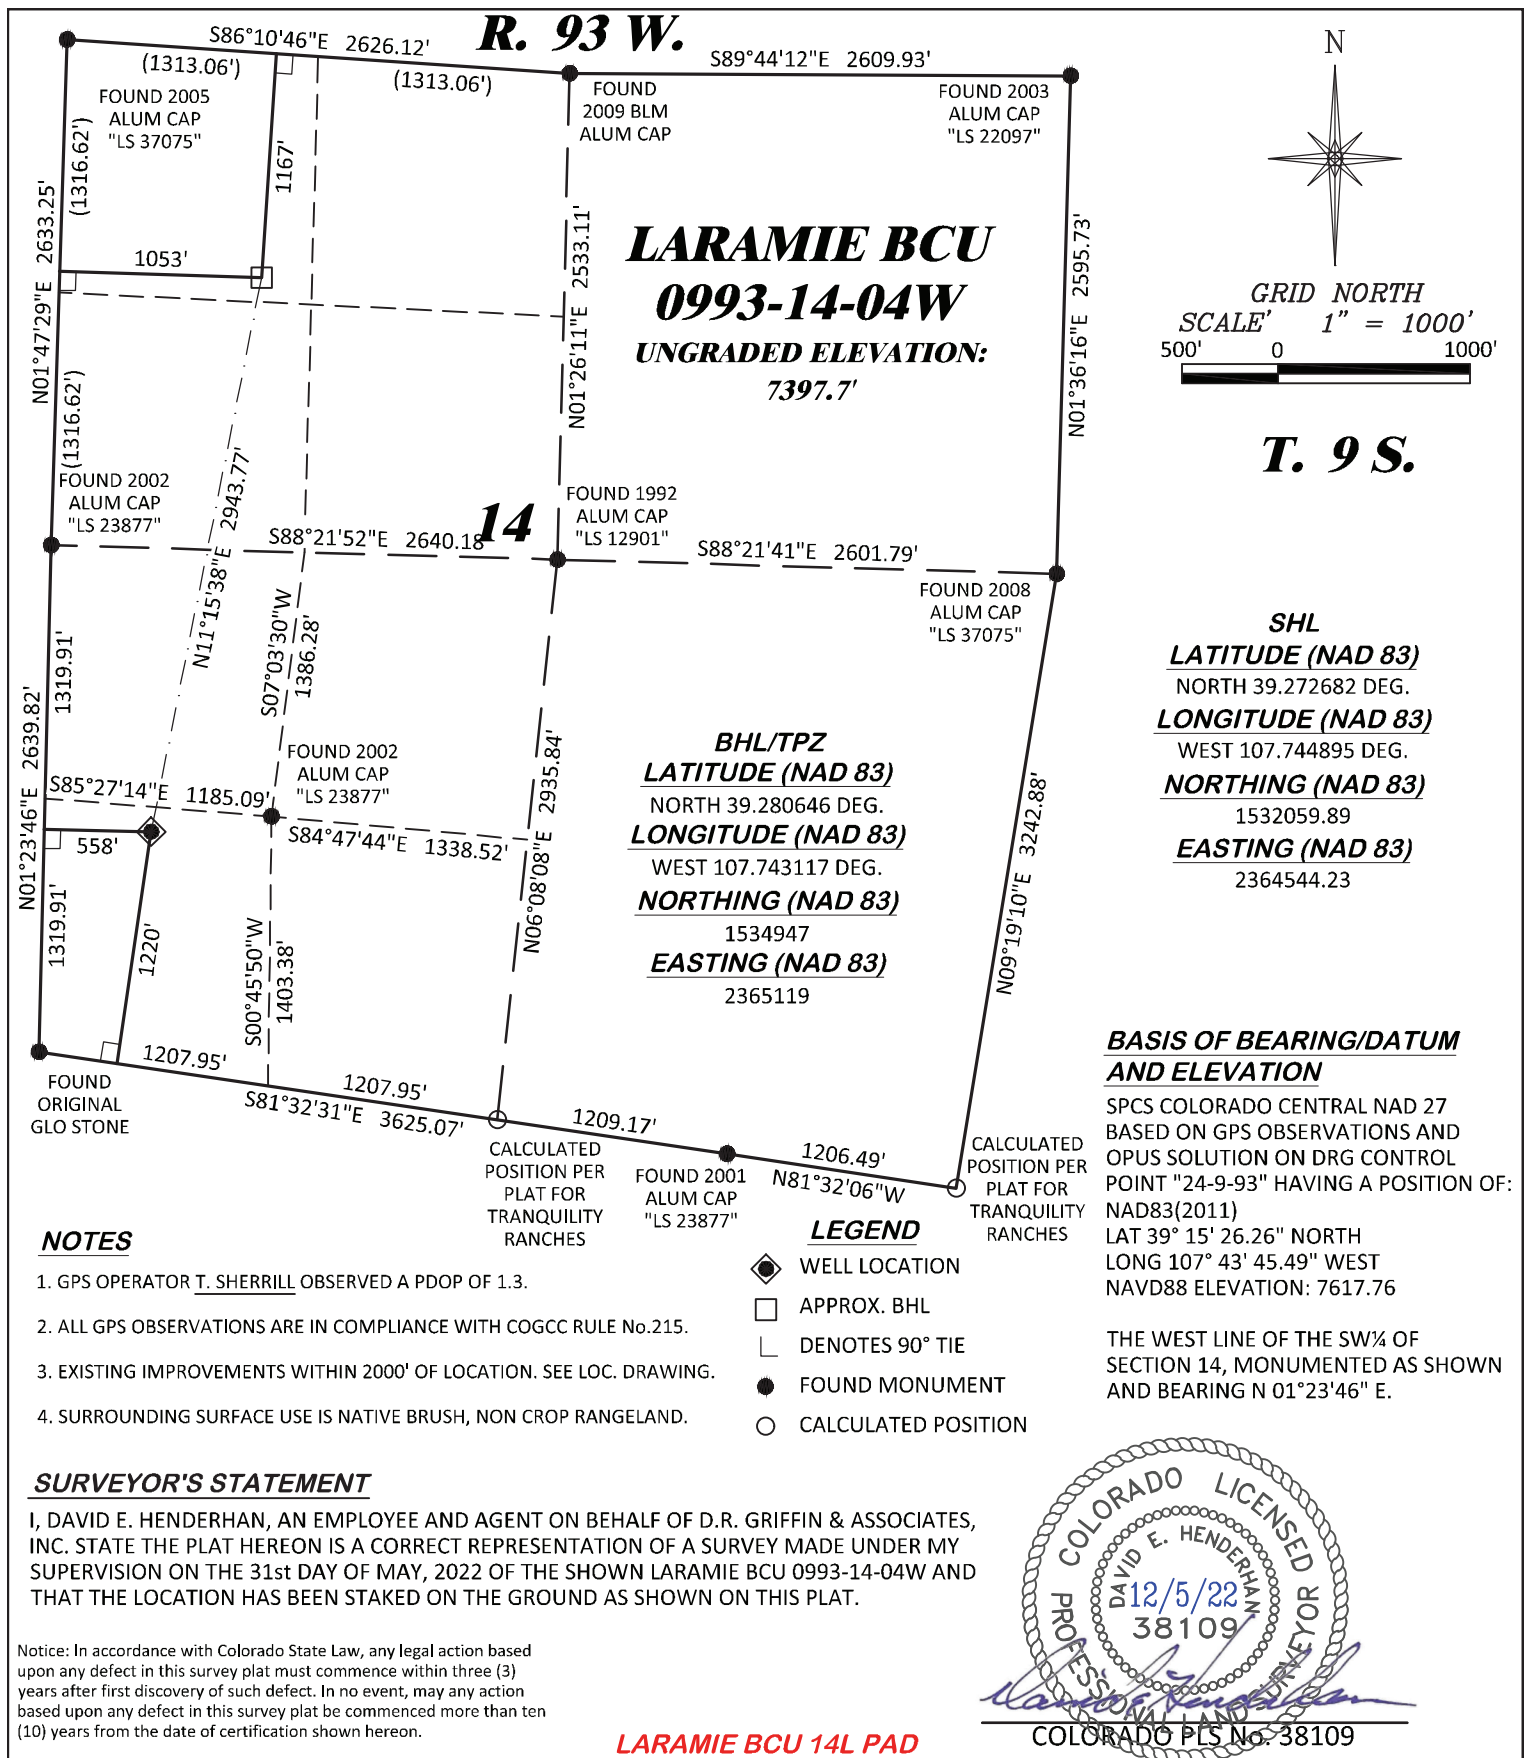 R. 93 W.
S86°10'46"E 2626.12'
(1313.06')
(1313.06')
S89°44'12"E 2609.93'
FOUND 2005
ALUM CAP
"LS 37075"
FOUND
2009 BLM
ALUM CAP
FOUND 2003
ALUM CAP
"LS 22097"
N
(1316.62')
1167'
N01°47'29"E 2633.25'
1053'
(1316.62')
N01°26'11"E 2533.11'
N01°36'16"E 2595.73'
LARAMIE BCU
0993-14-04W
UNGRADED ELEVATION:
7397.7'
GRID NORTH
SCALE' 1" = 1000'
500' 0 1000'
T. 9 S.
FOUND 2002
ALUM CAP
"LS 23877"
N11°15'38"E 2943.77'
14
FOUND 1992
ALUM CAP
"LS 12901"
S88°21'52"E 2640.18'
S88°21'41"E 2601.79'
FOUND 2008
ALUM CAP
"LS 37075"
SHL
LATITUDE (NAD 83)
NORTH 39.272682 DEG.
LONGITUDE (NAD 83)
WEST 107.744895 DEG.
NORTHING (NAD 83)
1532059.89
EASTING (NAD 83)
2364544.23
1319.91'
S07°03'30"W
1386.28'
N01°23'46"E 2639.82'
FOUND 2002
ALUM CAP
"LS 23877"
S85°27'14"E 1185.09'
S84°47'44"E 1338.52'
558'
1319.91'
1220'
S00°45'50"W
1403.38'
N06°08'08"E 2935.84'
N09°19'10"E 3242.88'
BHL/TPZ
LATITUDE (NAD 83)
NORTH 39.280646 DEG.
LONGITUDE (NAD 83)
WEST 107.743117 DEG.
NORTHING (NAD 83)
1534947
EASTING (NAD 83)
2365119
1207.95'
1207.95'
S81°32'31"E 3625.07'
1209.17'
1206.49'
N81°32'06"W
FOUND
ORIGINAL
GLO STONE
CALCULATED
POSITION PER
PLAT FOR
TRANQUILITY
RANCHES
FOUND 2001
ALUM CAP
"LS 23877"
CALCULATED
POSITION PER
PLAT FOR
TRANQUILITY
RANCHES
BASIS OF BEARING/DATUM
AND ELEVATION
SPCS COLORADO CENTRAL NAD 27
BASED ON GPS OBSERVATIONS AND
OPUS SOLUTION ON DRG CONTROL
POINT "24-9-93" HAVING A POSITION OF:
NAD83(2011)
LAT 39° 15' 26.26" NORTH
LONG 107° 43' 45.49" WEST
NAVD88 ELEVATION: 7617.76
THE WEST LINE OF THE SW¼ OF
SECTION 14, MONUMENTED AS SHOWN
AND BEARING N 01°23'46" E.
NOTES
1. GPS OPERATOR T. SHERRILL OBSERVED A PDOP OF 1.3.
2. ALL GPS OBSERVATIONS ARE IN COMPLIANCE WITH COGCC RULE No.215.
3. EXISTING IMPROVEMENTS WITHIN 2000' OF LOCATION. SEE LOC. DRAWING.
4. SURROUNDING SURFACE USE IS NATIVE BRUSH, NON CROP RANGELAND.
LEGEND
WELL LOCATION
APPROX. BHL
DENOTES 90° TIE
FOUND MONUMENT
CALCULATED POSITION
SURVEYOR'S STATEMENT
I, DAVID E. HENDERHAN, AN EMPLOYEE AND AGENT ON BEHALF OF D.R. GRIFFIN & ASSOCIATES,
INC. STATE THE PLAT HEREON IS A CORRECT REPRESENTATION OF A SURVEY MADE UNDER MY
SUPERVISION ON THE 31st DAY OF MAY, 2022 OF THE SHOWN LARAMIE BCU 0993-14-04W AND
THAT THE LOCATION HAS BEEN STAKED ON THE GROUND AS SHOWN ON THIS PLAT.
Notice: In accordance with Colorado State Law, any legal action based
upon any defect in this survey plat must commence within three (3)
years after first discovery of such defect. In no event, may any action
based upon any defect in this survey plat be commenced more than ten
(10) years from the date of certification shown hereon.
COLORADO LICENSED
PROFESSIONAL LAND SURVEYOR
DAVID E. HENDERHAN
12/5/22
38109
David E Henderhan
COLORADO PLS No. 38109
LARAMIE BCU 14L PAD